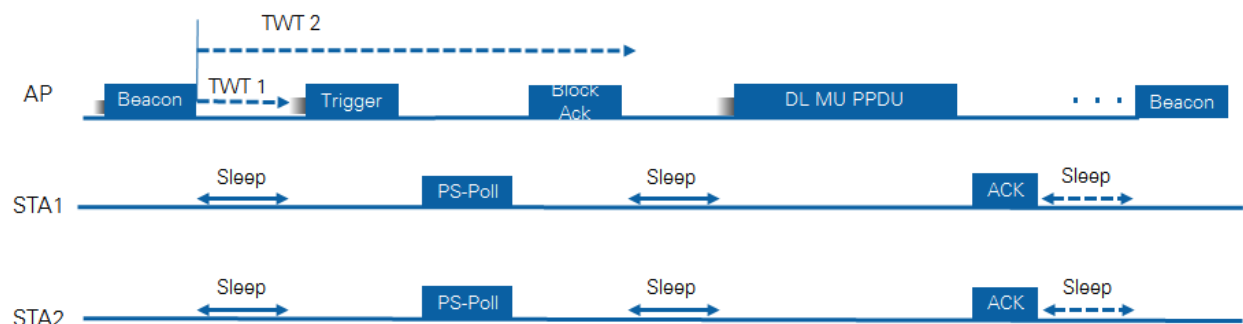 TWT 2
TWT 1
AP
Beacon
Trigger
Block
Ack
DL MU PPDU
. . . .
Beacon
Sleep
Sleep
Sleep
STA1
PS-Poll
ACK
Sleep
Sleep
Sleep
STA2
PS-Poll
ACK